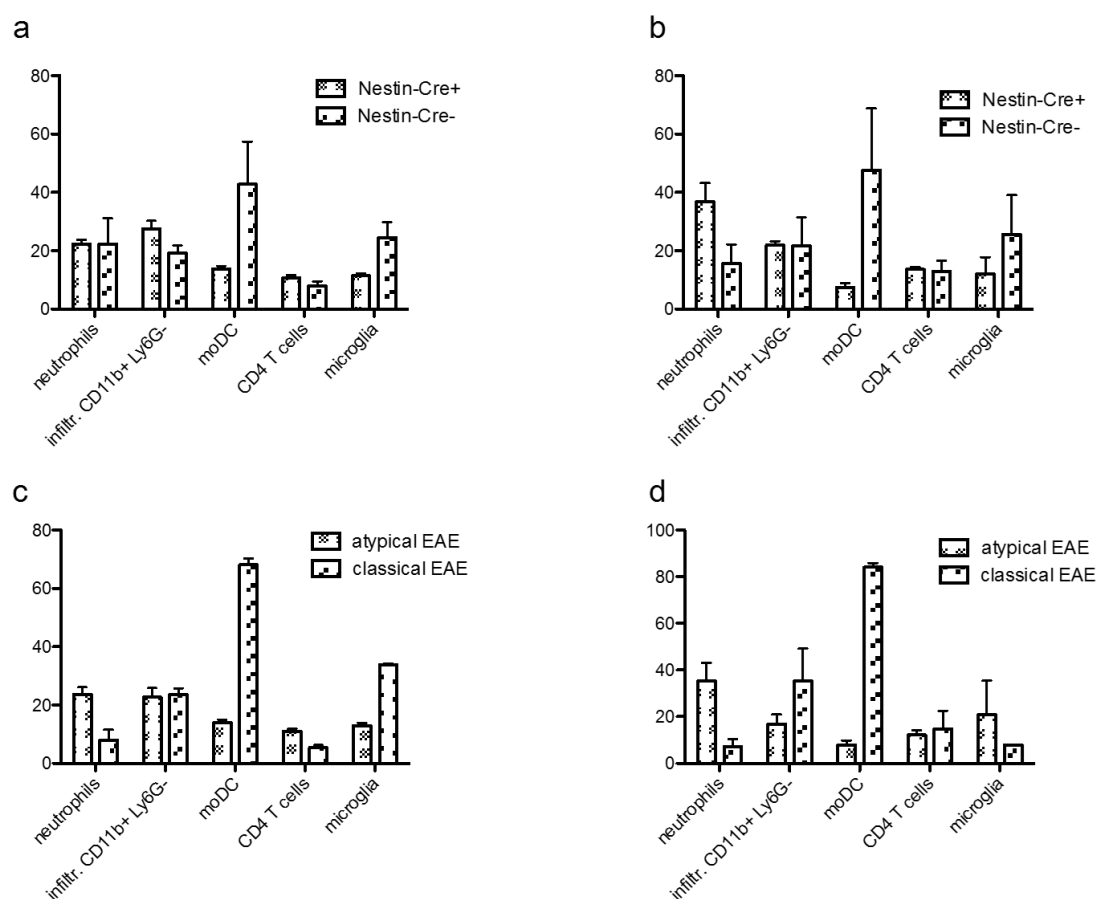 a
80
60
40
20
0
Nestin-Cre+
Nestin-Cre-
neutrophils
infiltr. CD11b+ Ly6G-
moDC
CD4 T cells
microglia
b
80
60
40
20
0
Nestin-Cre+
Nestin-Cre-
neutrophils
infiltr. CD11b+ Ly6G-
moDC
CD4 T cells
microglia
c
80
60
40
20
0
atypical EAE
classical EAE
neutrophils
infiltr. CD11b+ Ly6G-
moDC
CD4 T cells
microglia
d
100
80
60
40
20
0
atypical EAE
classical EAE
neutrophils
infiltr. CD11b+ Ly6G-
moDC
CD4 T cells
microglia